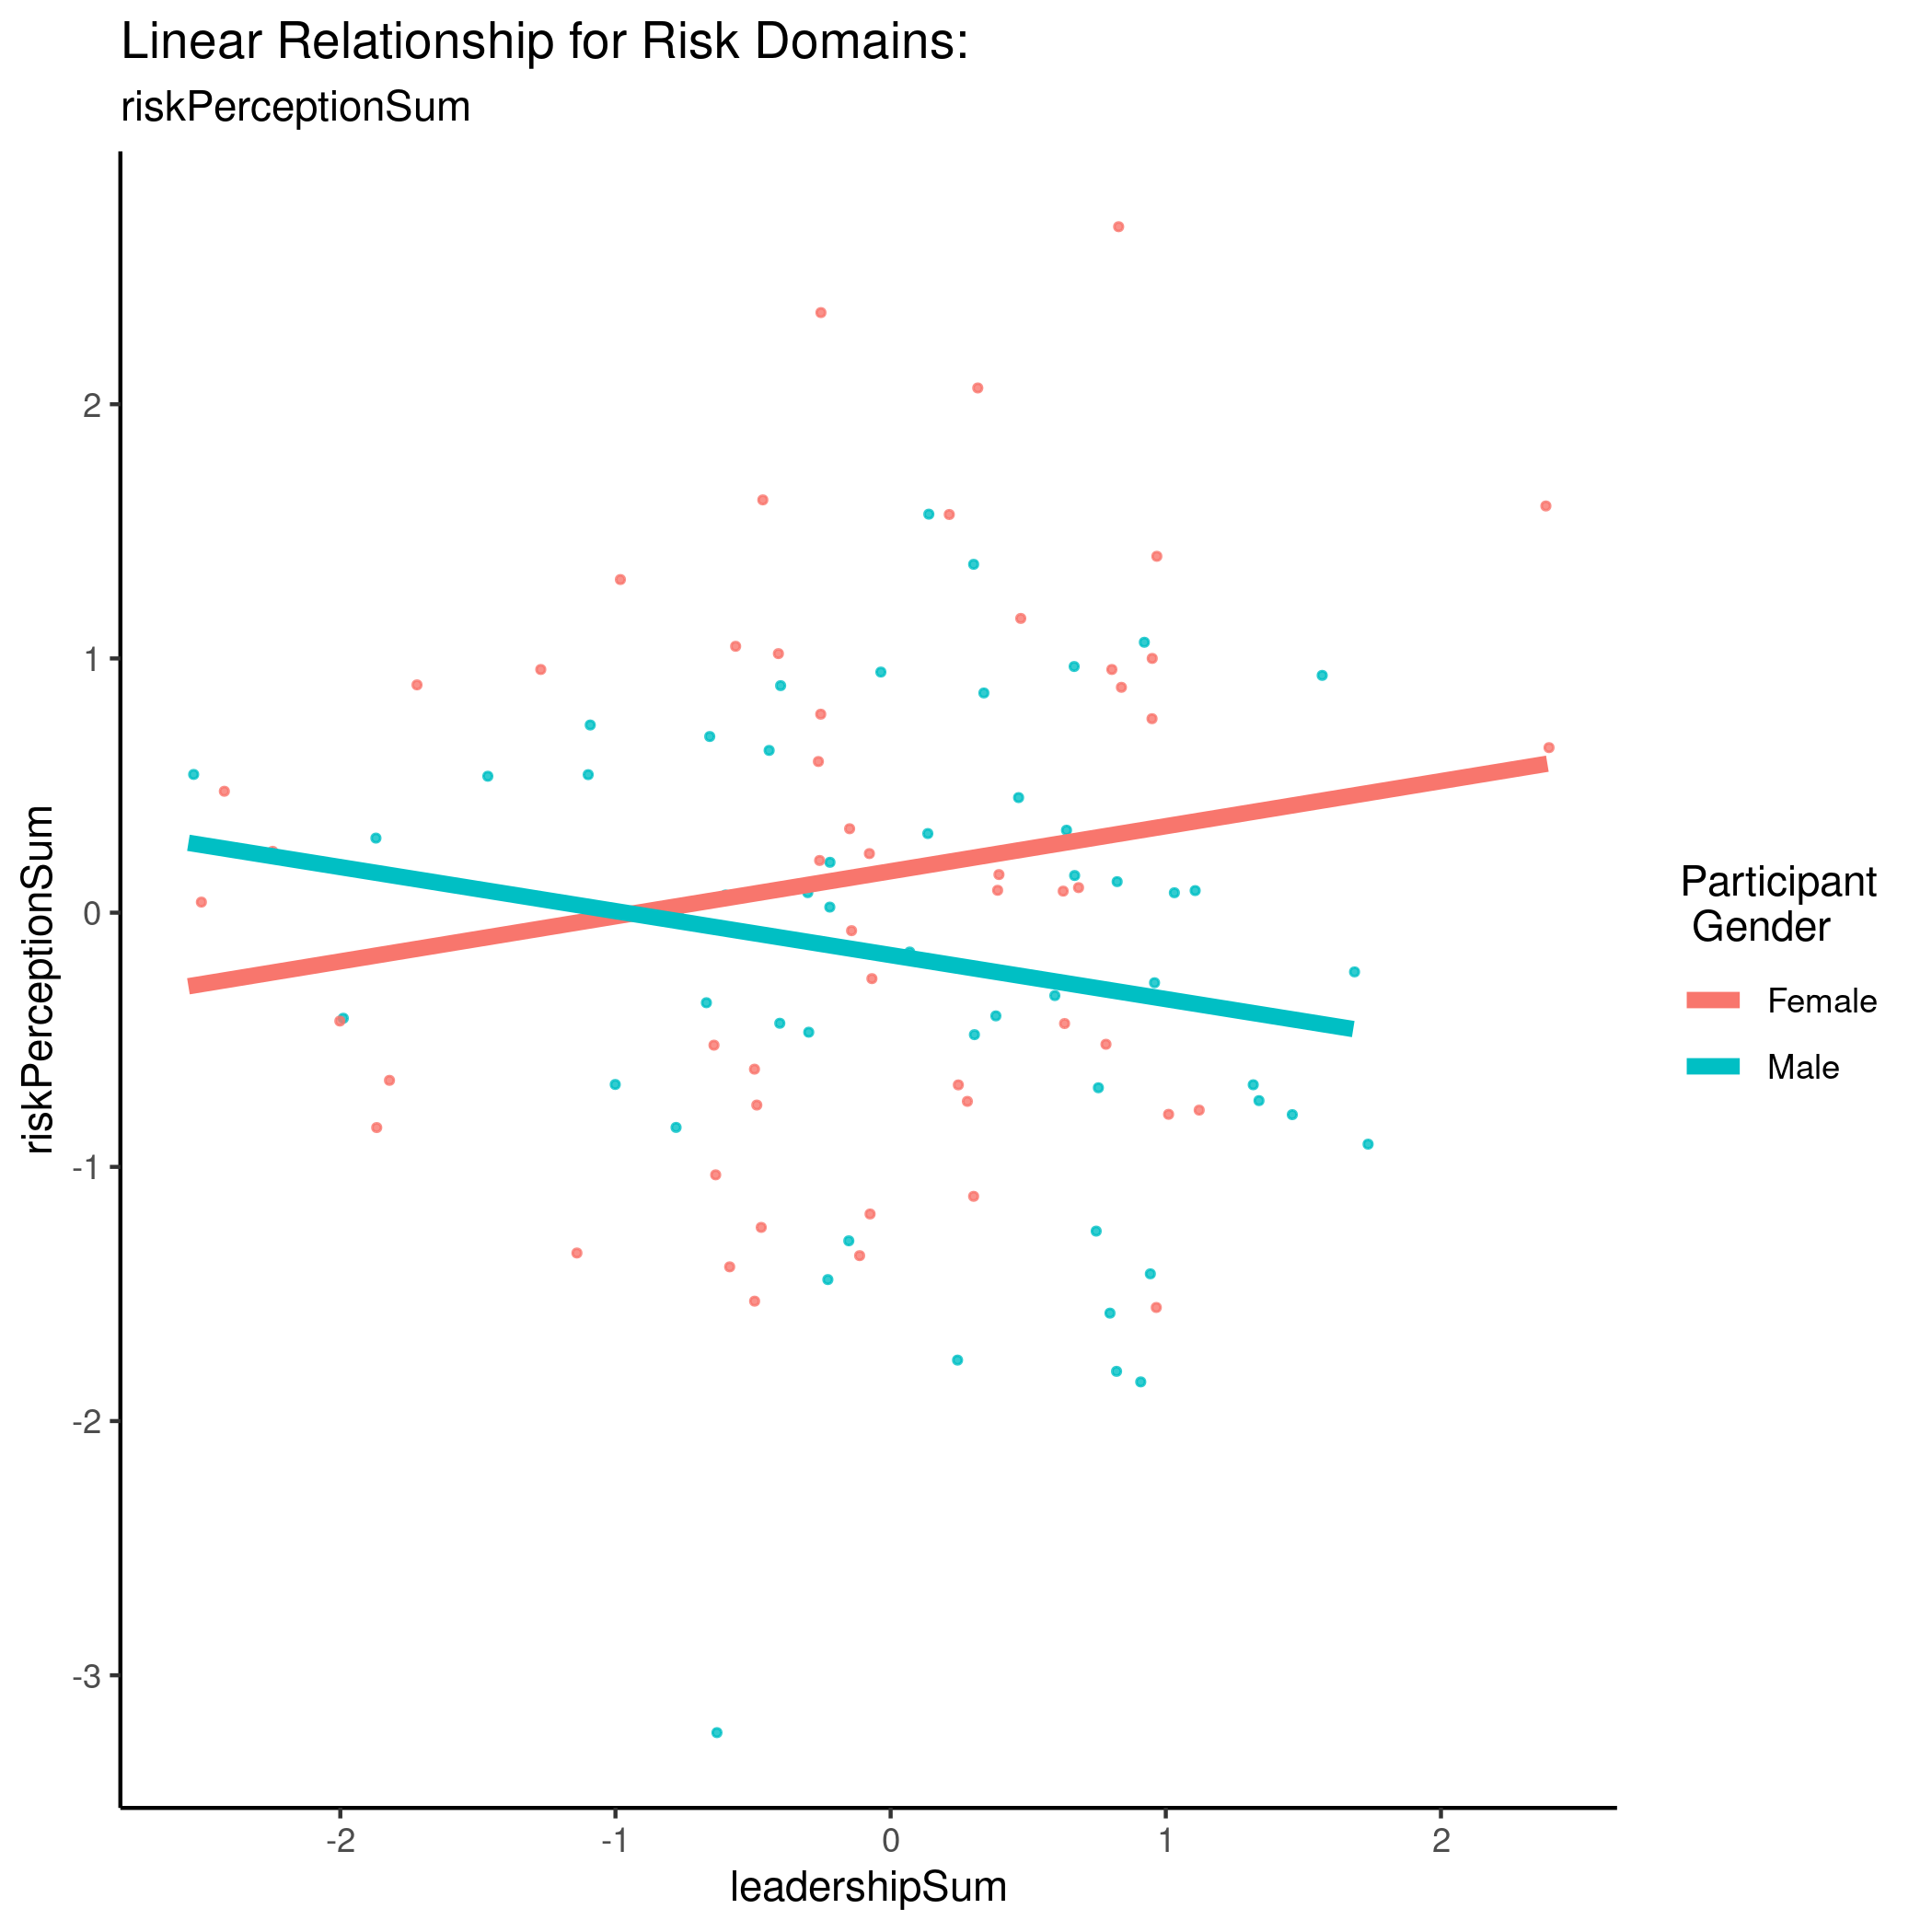 Linear Relationship for Risk Domains:
riskPerceptionSum
riskPerceptionSum
2
1
0
-1
-2
-3
-2
-1
0
1
2
leadershipSum
Participant
Gender
Female
Male